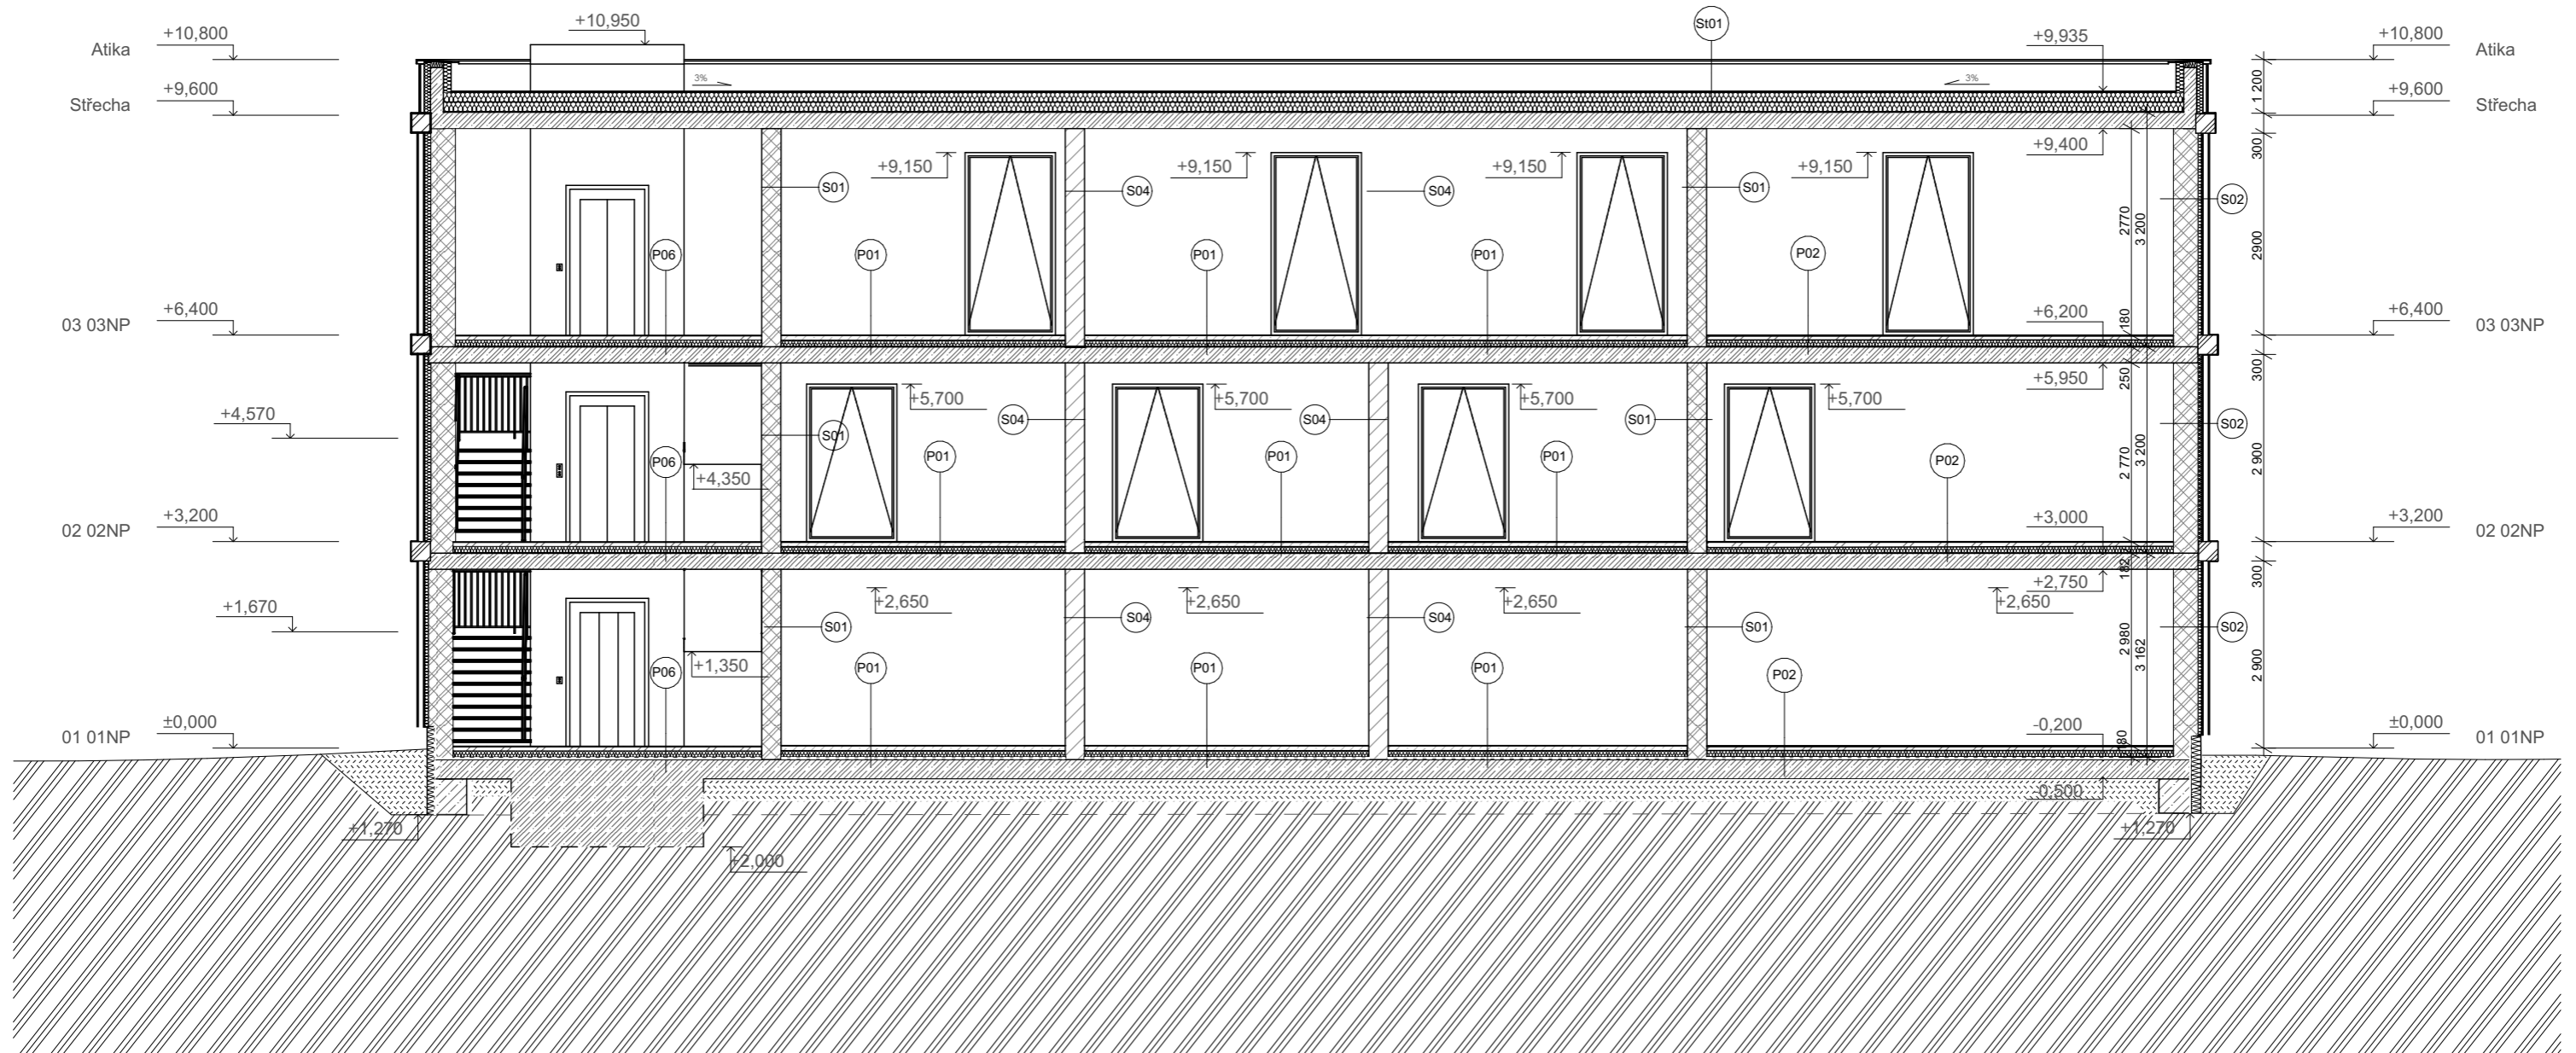 +10,950
St01
Atika +10,800
+9,935
+10,800 Atika
3%
3%
1 200
Střecha +9,600
+9,600 Střecha
+9,400
300
+9,150 +9,150 +9,150 +9,150
S01 S04 S04 S01 S02
2770
3 200
2900
P06 P01 P01 P01 P02
03 03NP +6,400
+6,200
180
+6,400 03 03NP
+5,950
250
300
+5,700 +5,700 +5,700 +5,700
+4,570
S01 S04 S04 S01 S02
P06 P01 P01 P01 P02
2 770
3 200
2 900
+4,350
02 02NP +3,200
+3,000
+3,200 02 02NP
182
+2,750
300
+2,650 +2,650 +2,650 +2,650
+1,670
S01 S04 S04 S01 S02
2 980
3 162
2 900
P06 +1,350 P01 P01 P01 P02
01 01NP ±0,000
-0,200
180
±0,000 01 01NP
-0,500
+1,270
+1,270
+2,000